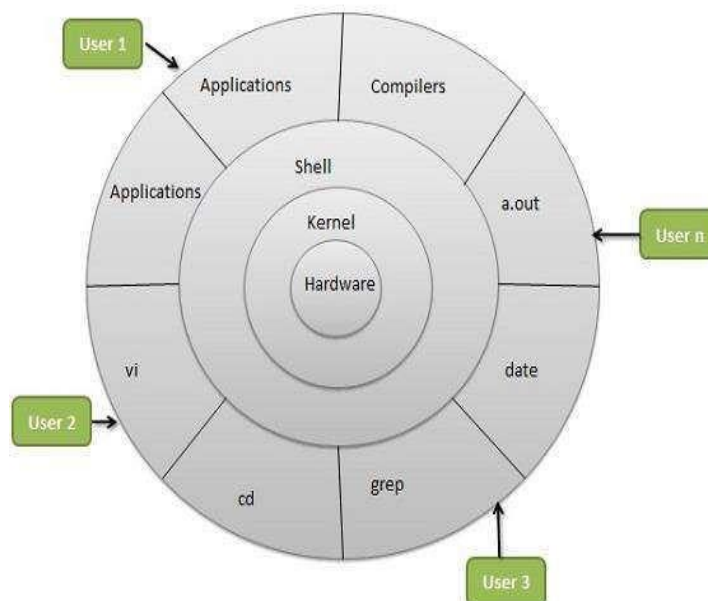 User 1
Applications
Compilers
Shell
Applications
a.out
Kernel
User n
Hardware
vi
date
User 2
cd
grep
User 3